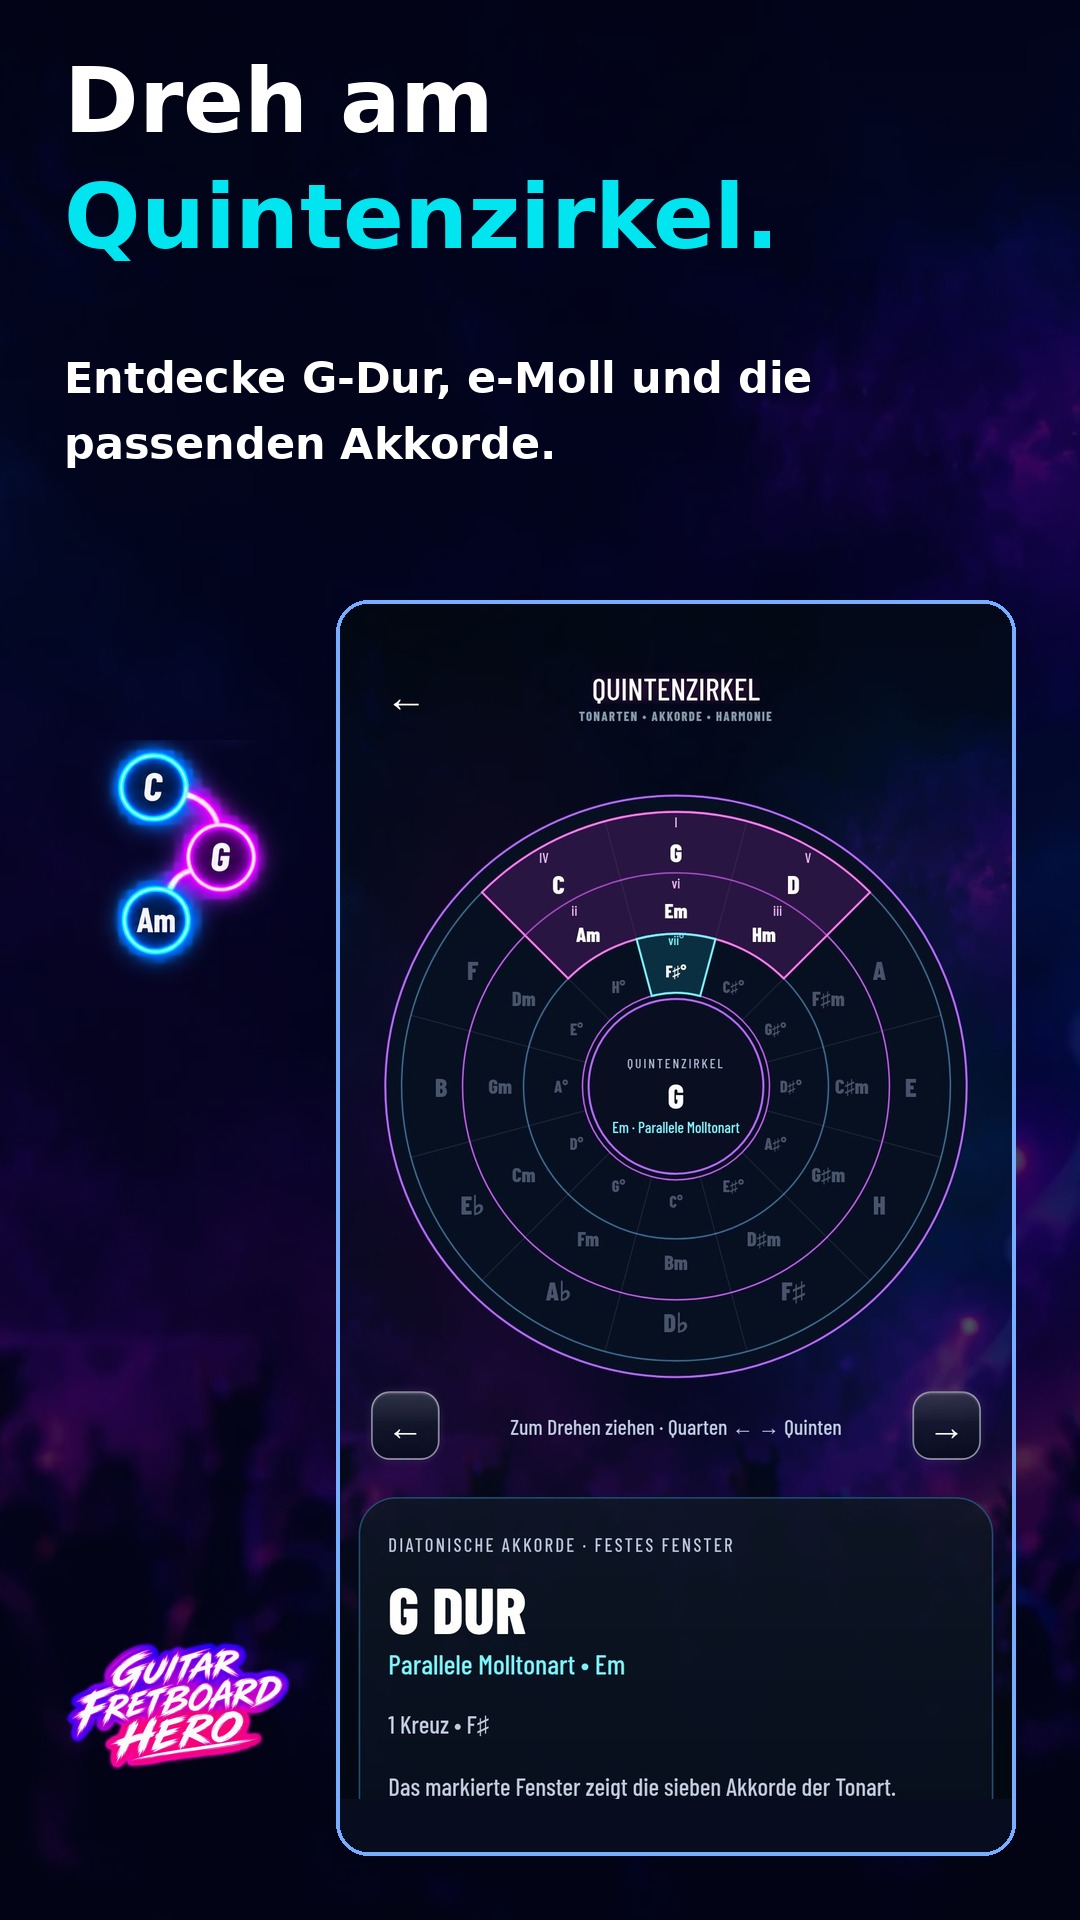 Dreh am
Quintenzirkel.
Entdecke G-Dur, e-Moll und die
passenden Akkorde.
←
QUINTENZIRKEL
TONARTEN • AKKORDE • HARMONIE
C
G
Am
I
IV
V
G
C
D
vi
ii
iii
Em
Am
Hm
vii°
F♯°
F
A
Dm
F♯m
H°
C♯°
E°
G♯°
B
Gm
A°
D♯°
C♯m
E
D°
A♯°
Cm
G♯m
G°
E♯°
C°
E♭
H
Fm
D♯m
Bm
A♭
F♯
D♭
QUINTENZIRKEL
G
Em · Parallele Molltonart
←
Zum Drehen ziehen · Quarten ← → Quinten
→
DIATONISCHE AKKORDE · FESTES FENSTER
G DUR
Parallele Molltonart • Em
1 Kreuz • F♯
Das markierte Fenster zeigt die sieben Akkorde der Tonart.
GUITAR
FRETBOARD
HERO